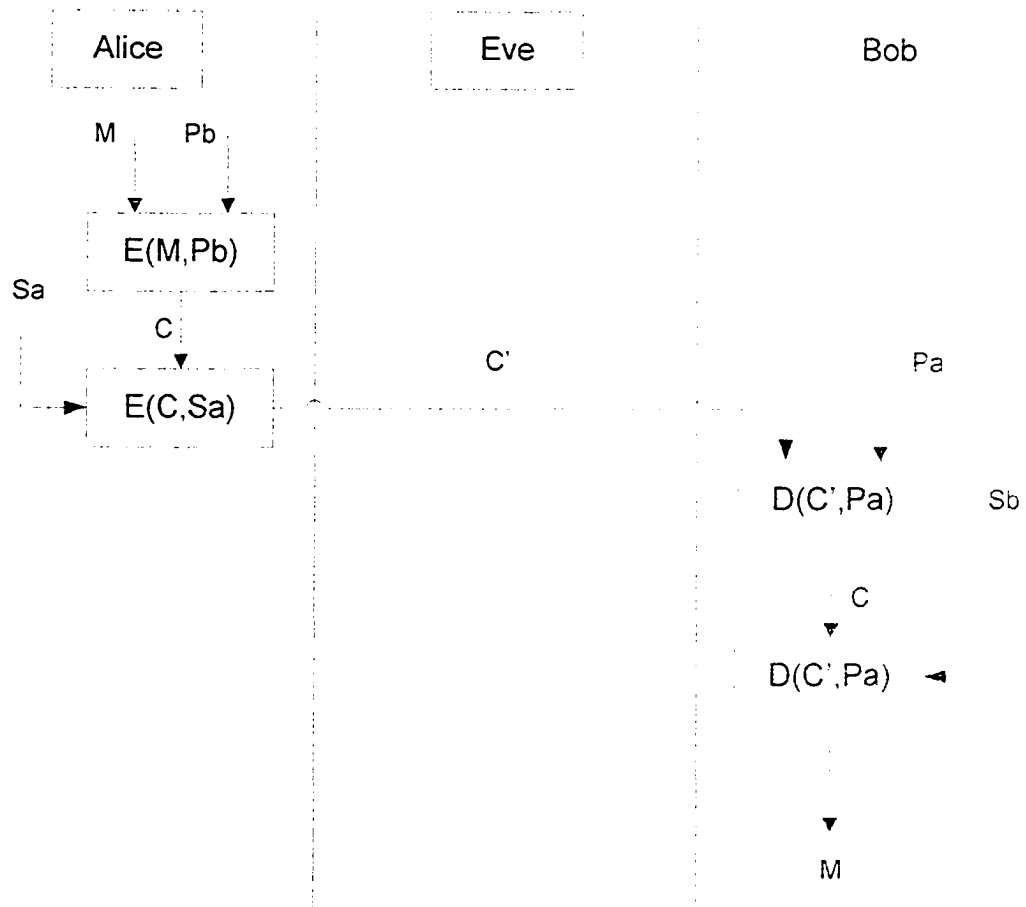 Alice Eve Bob
M Pb
E(M,Pb)
Sa
C
C' Pa
E(C,Sa)
D(C',Pa) Sb
C
D(C',Pa)
M